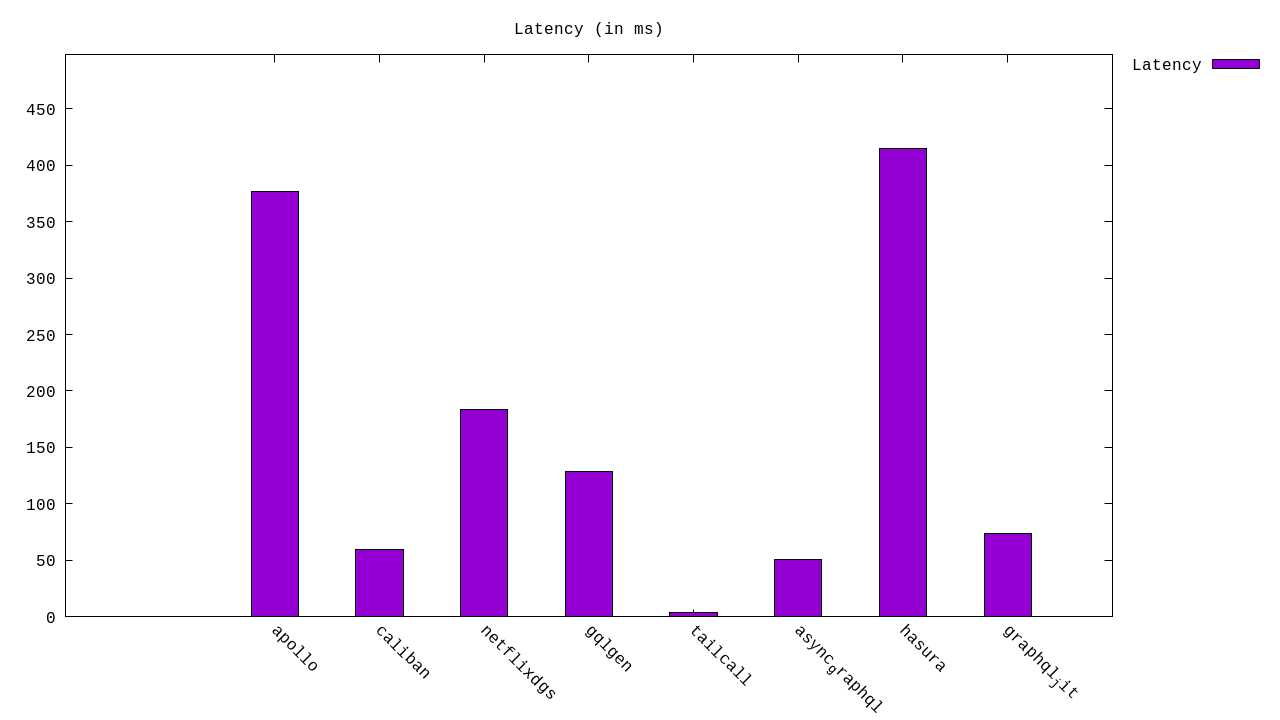 Latency (in ms)
Latency
450
400
350
300
250
200
150
100
50
0
apollo
caliban
netflixdgs
gqlgen
tailcall
async_graphql
hasura
graphql_jit